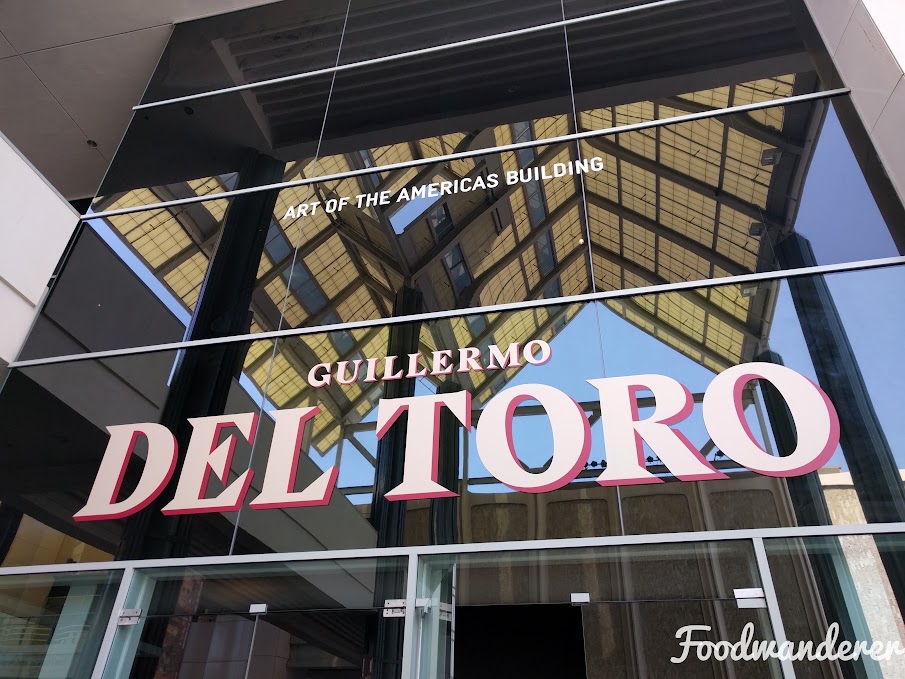 ART OF THE AMERICAS BUILDING
GUILLERMO
DEL TORO
Foodwanderer